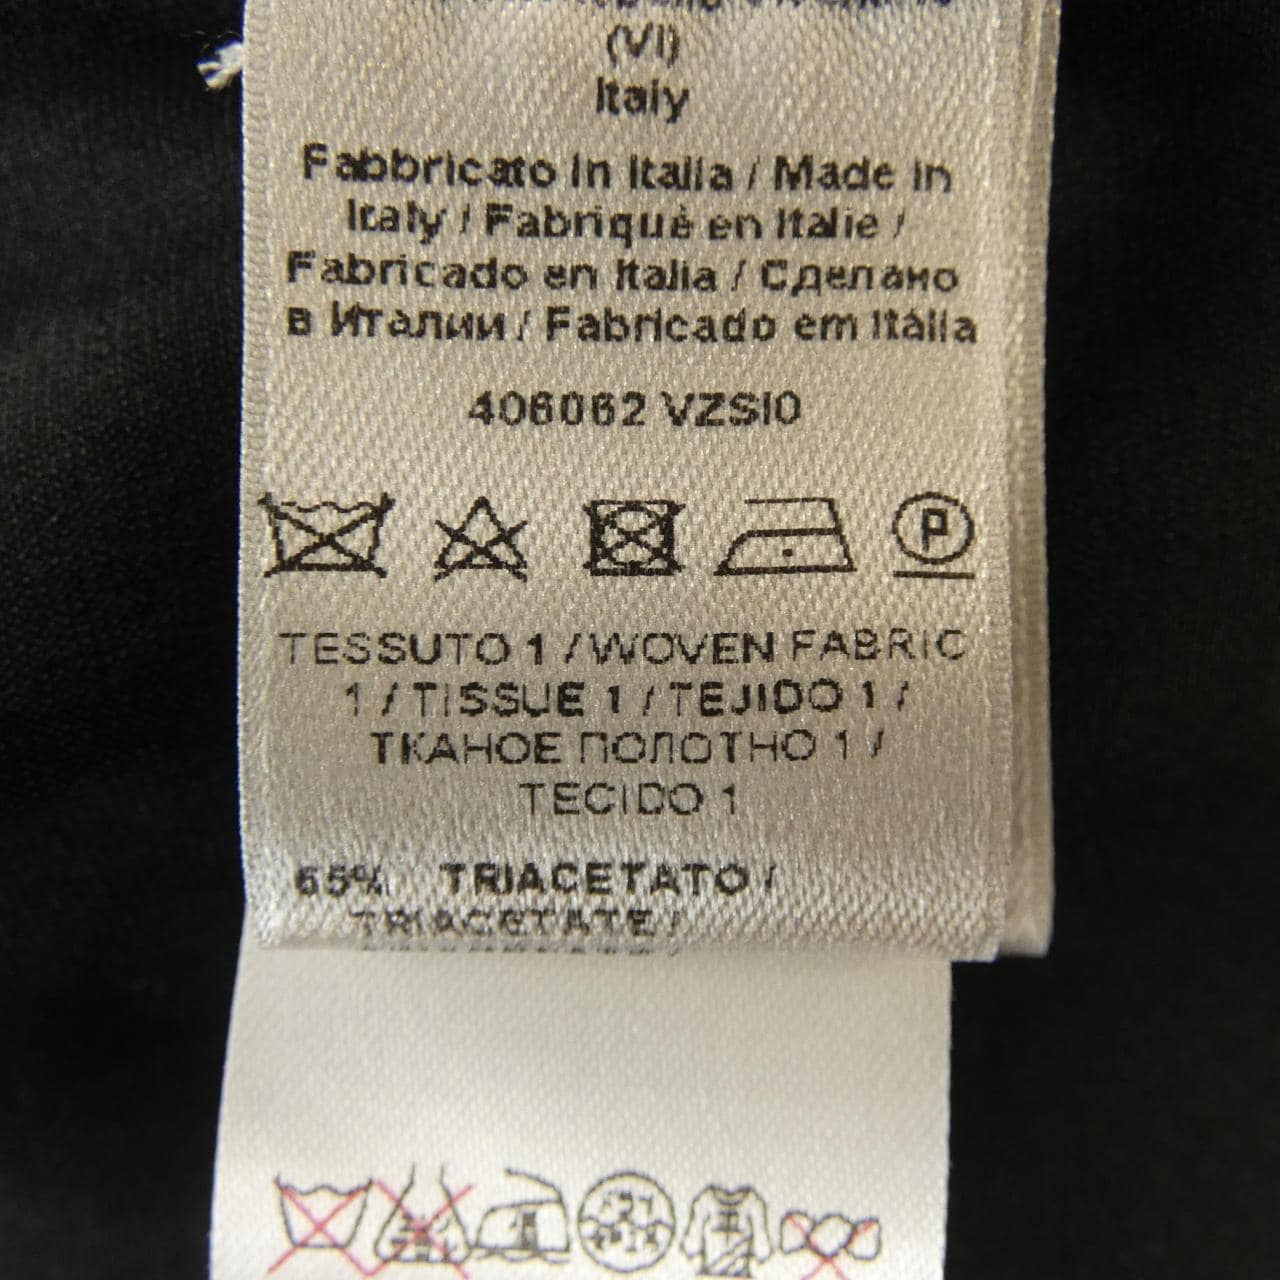 (VI)
Italy
Fabbricato in Italia / Made in
Italy / Fabriquè en Italie /
Fabricado en Italia / Сделано
в Италии / Fabricado em Itália
406062 VZSI0
P
TESSUTO 1 / WOVEN FABRIC
1 / TISSUE 1 / TEJIDO 1 /
ТКАНОЕ ПОЛОТНО 1 /
TECIDO 1
65% TRIACETATO /
TRIACETATE /